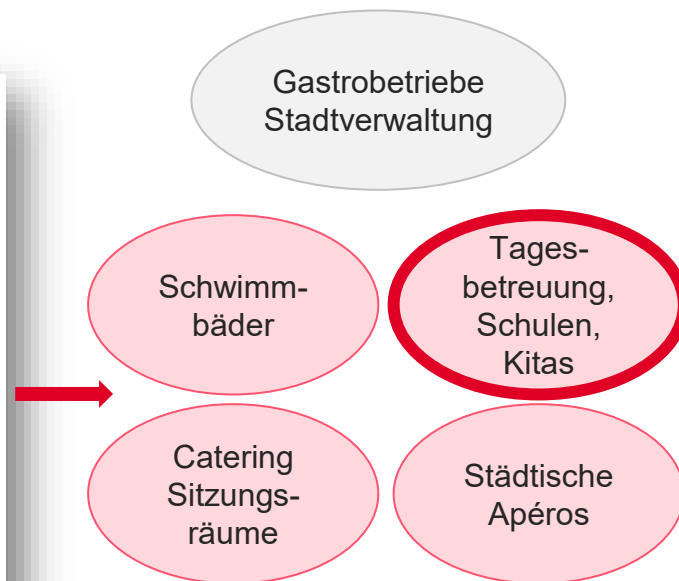 Gastrobetriebe
Stadtverwaltung
Schwimm-
bäder
Tages-
betreuung,
Schulen,
Kitas
Catering
Sitzungs-
räume
Städtische
Apéros